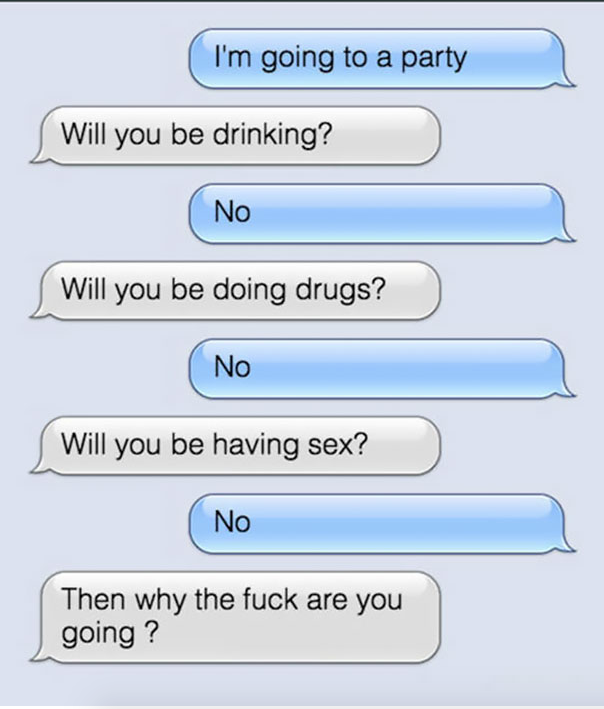 I'm going to a party
Will you be drinking?
No
Will you be doing drugs?
No
Will you be having sex?
No
Then why the fuck are you
going ?